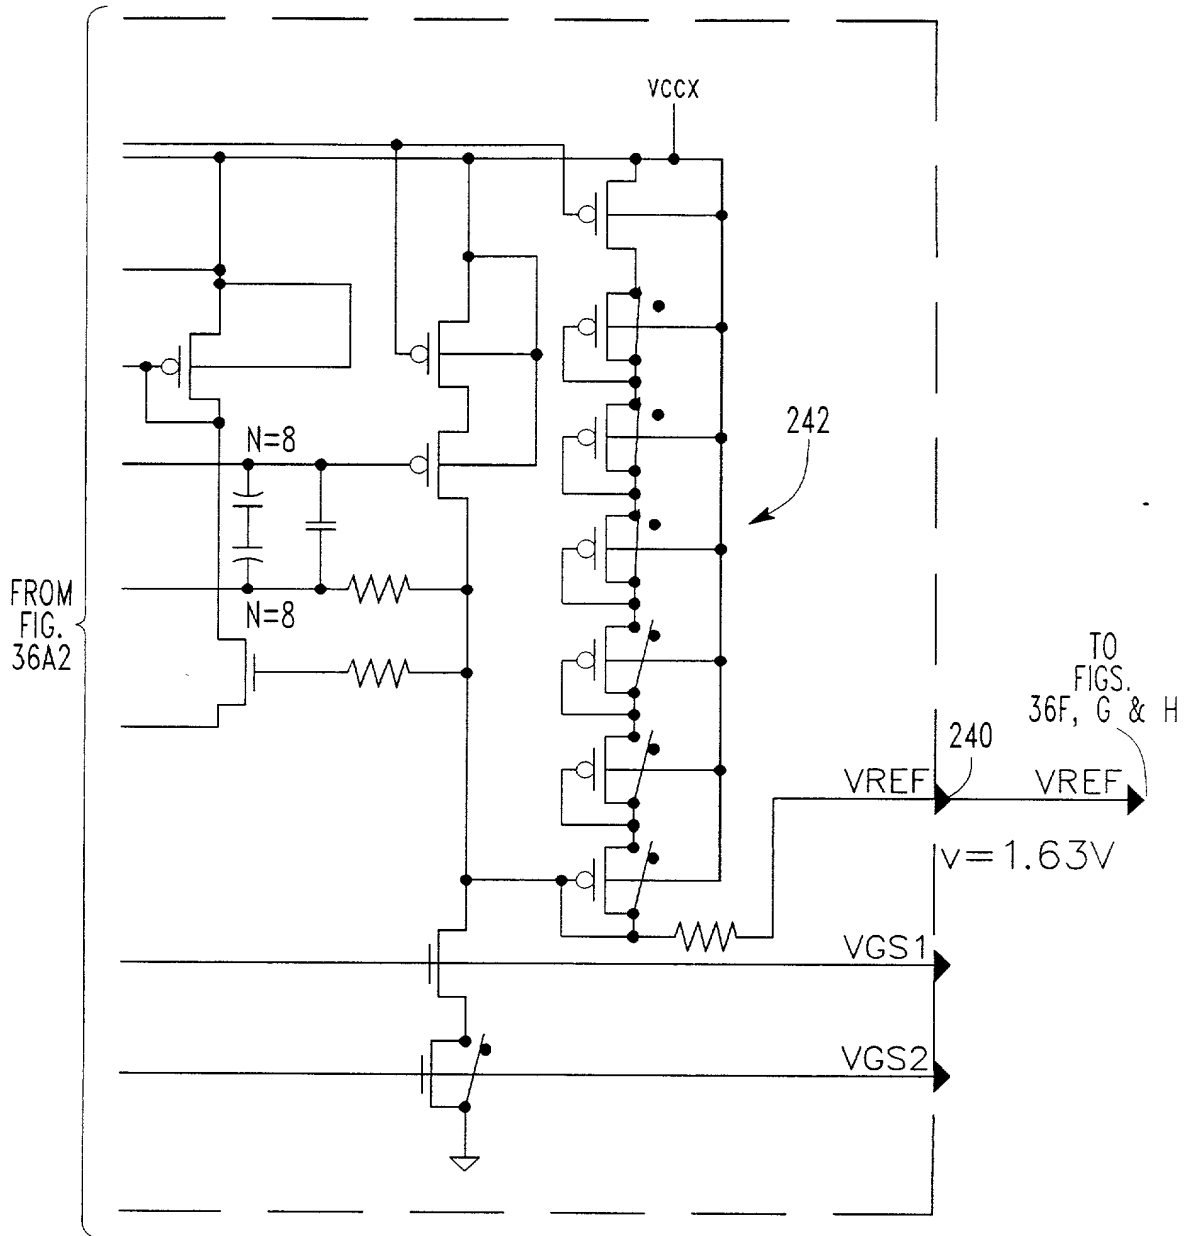 VCCX
242
N=8
N=8
FROM
FIG.
36A2
TO
FIGS.
36F, G & H
240
VREF
VREF
v=1.63V
VGS1
VGS2